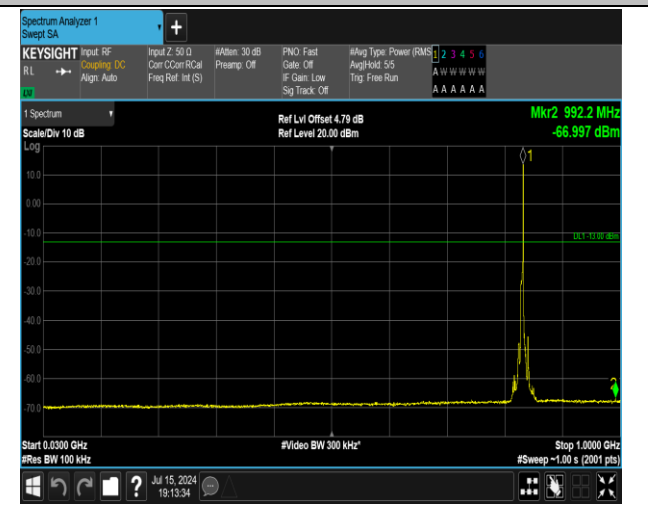 Spectrum Analyzer 1
Swept SA
+
KEYSIGHT
RL
Input: RF
Coupling: DC
Align: Auto
Input Z: 50 Ω
Corr CCorr RCal
Freq Ref: Int (S)
#Atten: 30 dB
Preamp: Off
PNO: Fast
Gate: Off
IF Gain: Low
Sig Track: Off
#Avg Type: Power (RMS
Avg|Hold: 5/5
Trig: Free Run
1 2 3 4 5 6
A W W W W W
A A A A A A
1 Spectrum
Scale/Div 10 dB
Log
Ref Lvl Offset 4.79 dB
Ref Level 20.00 dBm
Mkr2 992.2 MHz
-66.997 dBm
1
10.0
0.00
-10.0
DL1 -13.00 dBm
-20.0
-30.0
-40.0
-50.0
-60.0
2
-70.0
Start 0.0300 GHz
#Res BW 100 kHz
#Video BW 300 kHz*
Stop 1.0000 GHz
#Sweep ~1.00 s (2001 pts)
?
Jul 15, 2024
19:13:34